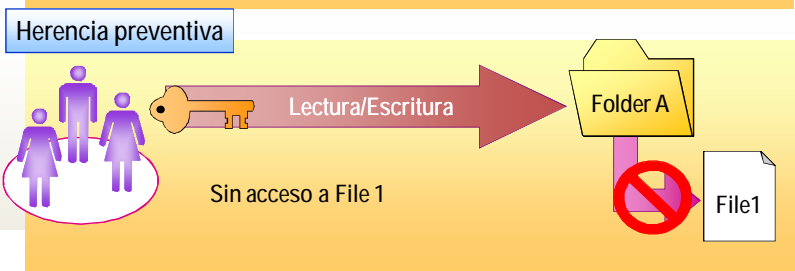 Herencia preventiva
Lectura/Escritura
Folder A
Sin acceso a File 1
File1